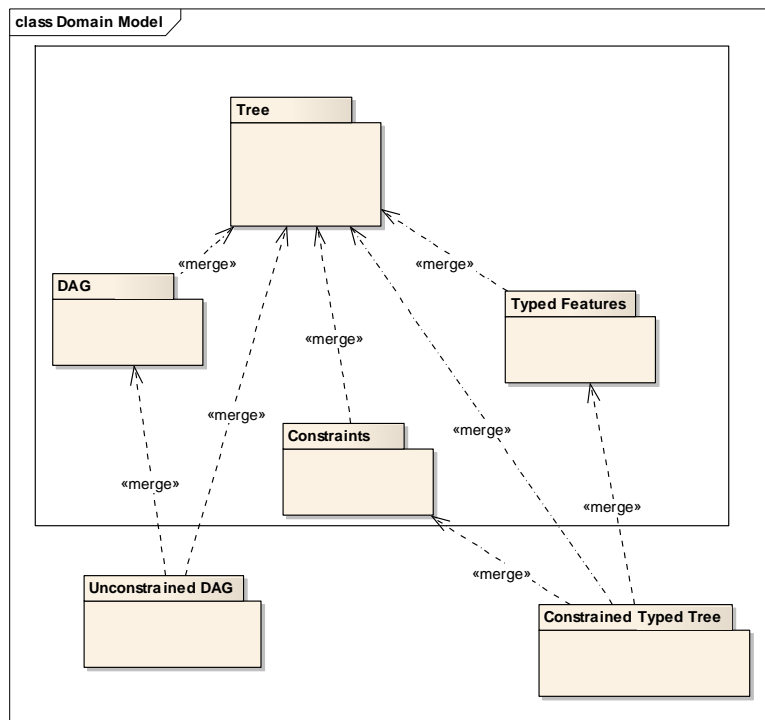 class Domain Model
Tree
«merge»
«merge»
DAG
Typed Features
«merge»
«merge»
Constraints
«merge»
«merge»
«merge»
«merge»
Unconstrained DAG
Constrained Typed Tree